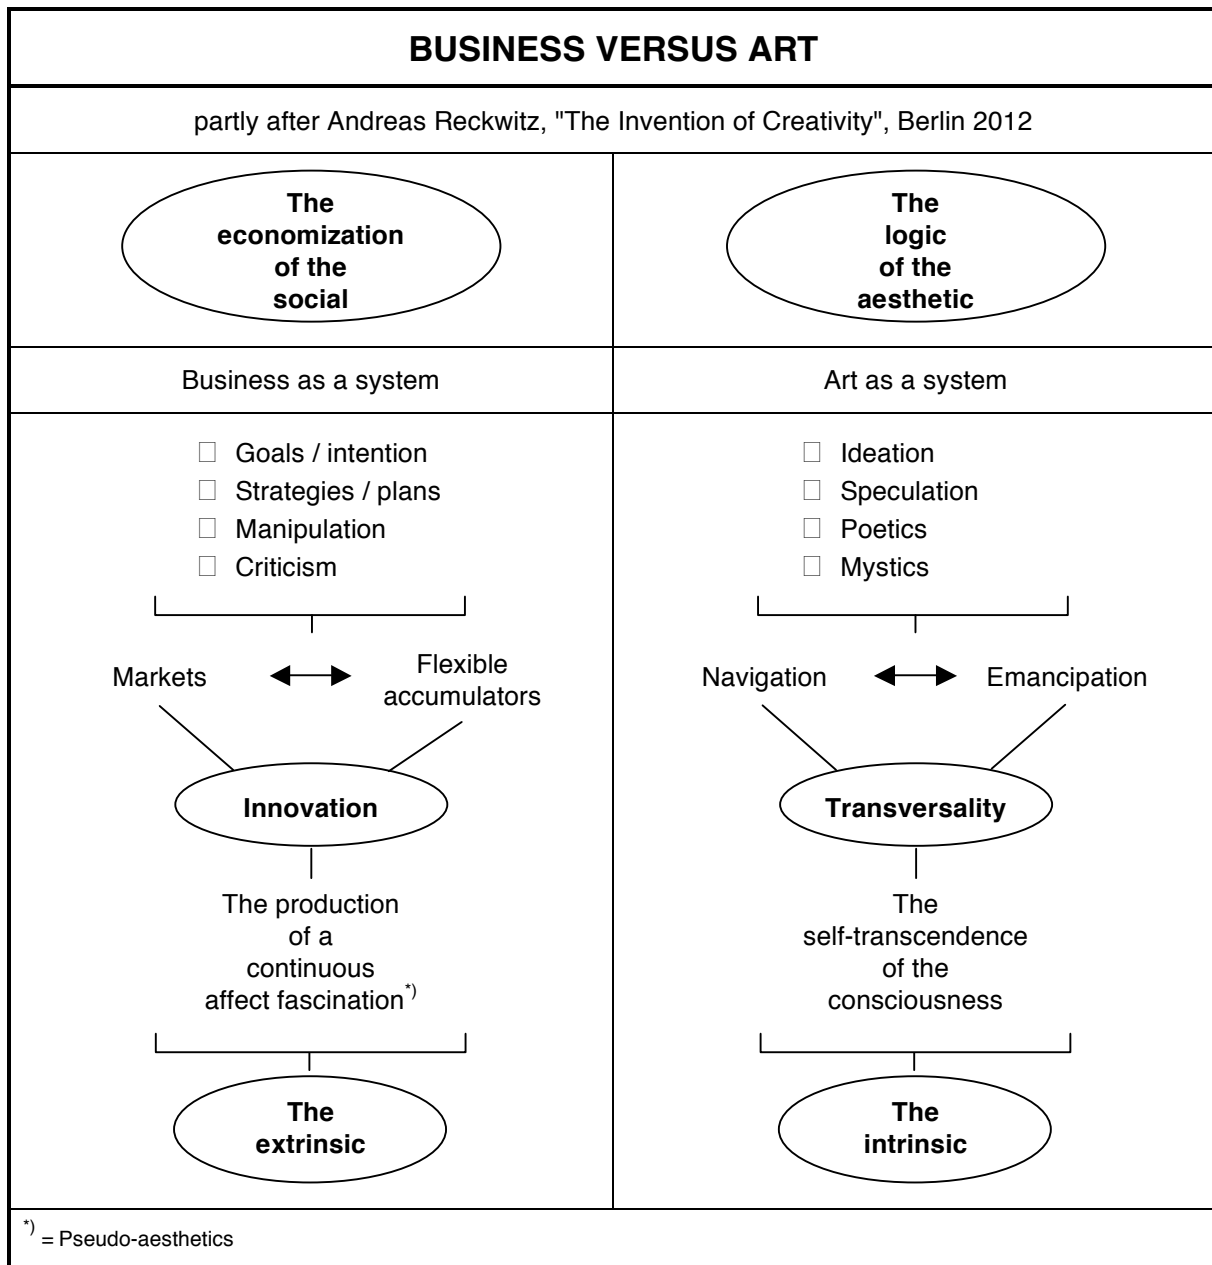 BUSINESS VERSUS ART
partly after Andreas Reckwitz, "The Invention of Creativity", Berlin 2012
The
economization
of the
social
The
logic
of the
aesthetic
Business as a system
Art as a system
Goals / intention
Strategies / plans
Manipulation
Criticism
Ideation
Speculation
Poetics
Mystics
Markets
Flexible
accumulators
Navigation
Emancipation
Innovation
Transversality
The production
of a
continuous
affect fascination*)
The
self-transcendence
of the
consciousness
The
extrinsic
The
intrinsic
*) = Pseudo-aesthetics